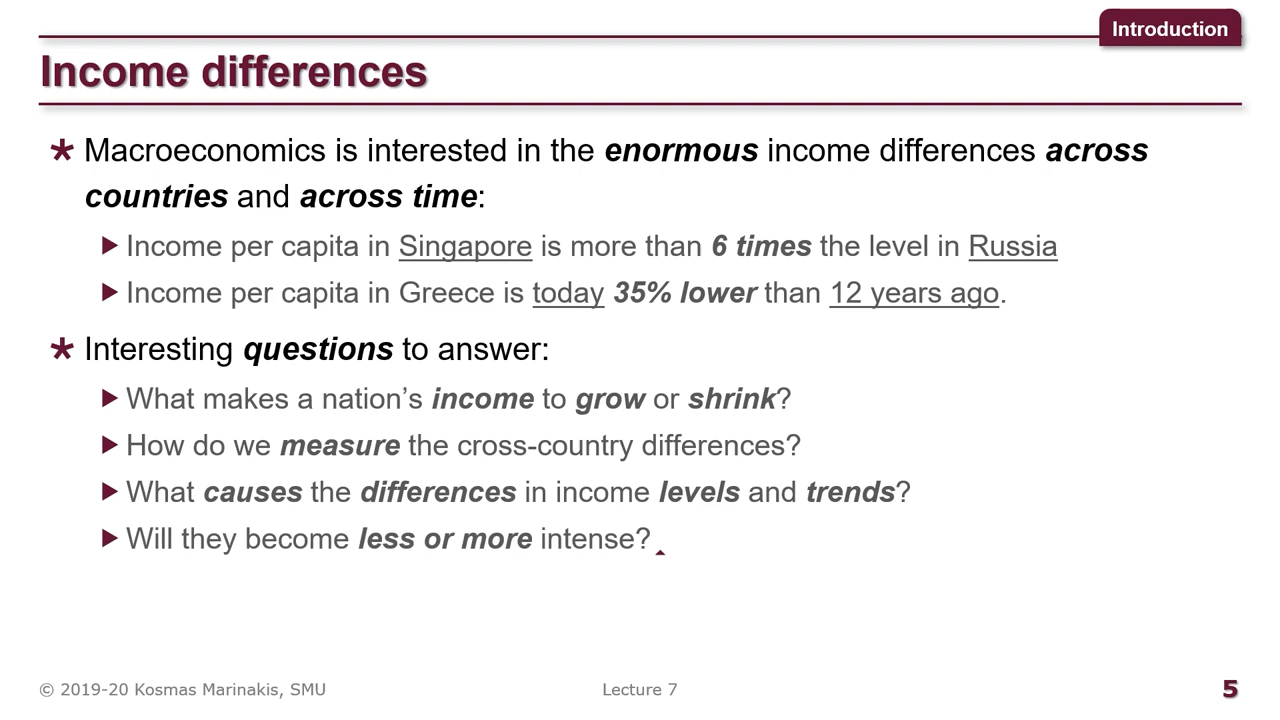 Introduction
Income differences
* Macroeconomics is interested in the enormous income differences across
countries and across time:
▶ Income per capita in Singapore is more than 6 times the level in Russia
▶ Income per capita in Greece is today 35% lower than 12 years ago.
* Interesting questions to answer:
▶ What makes a nation’s income to grow or shrink?
▶ How do we measure the cross-country differences?
▶ What causes the differences in income levels and trends?
▶ Will they become less or more intense?
© 2019-20 Kosmas Marinakis, SMU
Lecture 7
5